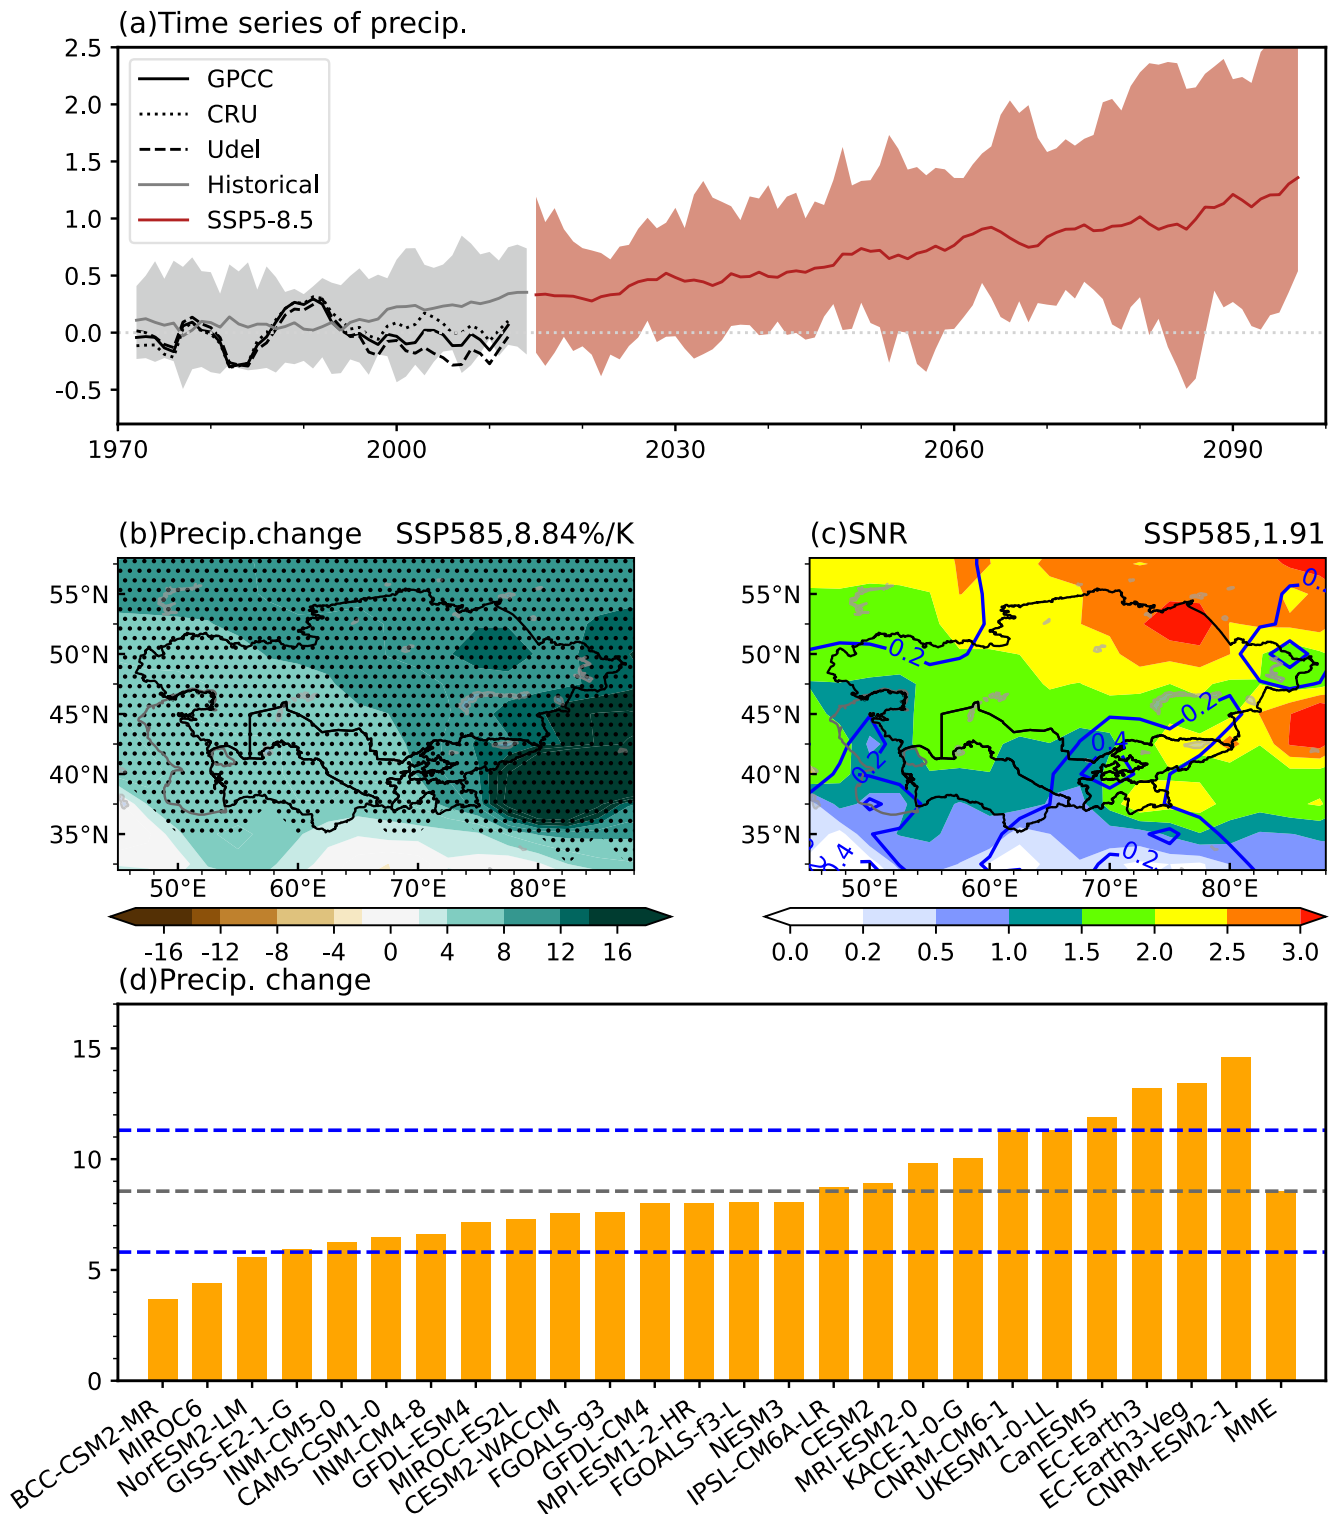 (a)Time series of precip.
2.5
2.0
1.5
1.0
0.5
0.0
-0.5
GPCC
CRU
Udel
Historical
SSP5-8.5
1970 2000 2030 2060 2090
(b)Precip.change SSP585,8.84%/K
55°N
50°N
45°N
40°N
35°N
50°E 60°E 70°E 80°E
-16 -12 -8 -4 0 4 8 12 16
(c)SNR SSP585,1.91
55°N
50°N
45°N
40°N
35°N
0.2
0.2
0.4
0.2
0.2
50°E 60°E 70°E 80°E
0.0 0.2 0.5 1.0 1.5 2.0 2.5 3.0
(d)Precip. change
15
10
5
0
BCC-CSM2-MR
MIROC6
NorESM2-LM
GISS-E2-1-G
INM-CM5-0
CAMS-CSM1-0
INM-CM4-8
GFDL-ESM4
MIROC-ES2L
CESM2-WACCM
FGOALS-g3
GFDL-CM4
MPI-ESM1-2-HR
FGOALS-f3-L
NESM3
IPSL-CM6A-LR
CESM2
MRI-ESM2-0
KACE-1-0-G
CNRM-CM6-1
UKESM1-0-LL
CanESM5
EC-Earth3
EC-Earth3-Veg
CNRM-ESM2-1
MME